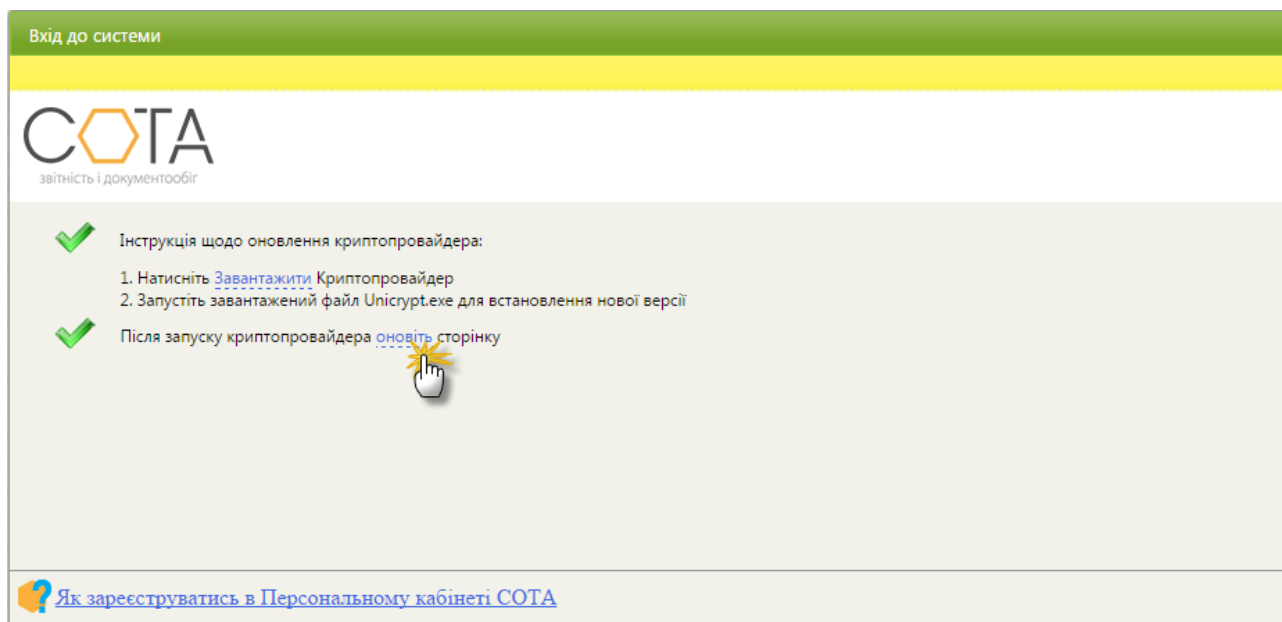 Вхід до системи
СОТА
звітність і документообіг
Інструкція щодо оновлення криптопровайдера:
1. Натисніть Завантажити Криптопровайдер
2. Запустіть завантажений файл Unicrypt.exe для встановлення нової версії
Після запуску криптопровайдера оновіть сторінку
Як зареєструватись в Персональному кабінеті СОТА